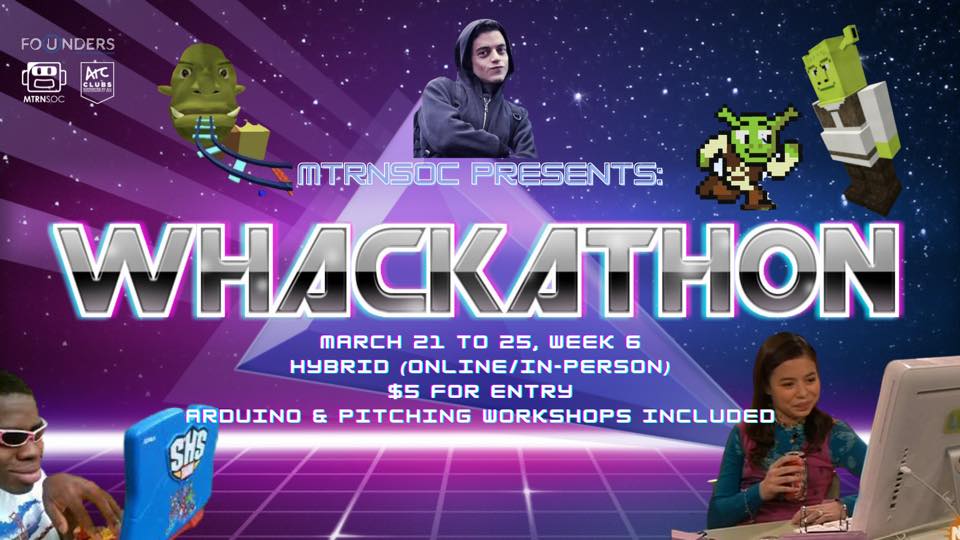 FOUNDERS
MTRNSOC
ARC
CLUBS
MTRNSOC PRESENTS:
WHACKATHON
MARCH 21 TO 25, WEEK 6
HYBRID (ONLINE/IN-PERSON)
$5 FOR ENTRY
ARDUINO & PITCHING WORKSHOPS INCLUDED
SHS